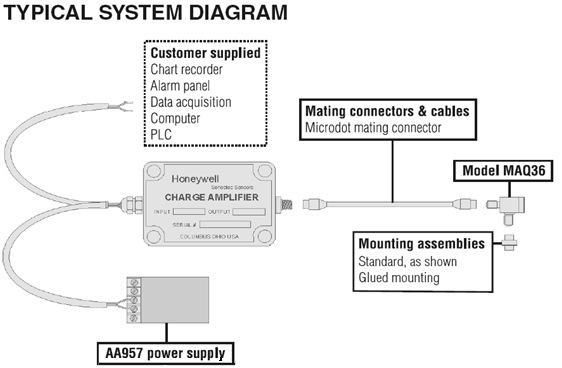 TYPICAL SYSTEM DIAGRAM
Customer supplied
Chart recorder
Alarm panel
Data acquisition
Computer
PLC
Mating connectors & cables
Microdot mating connector
Model MAQ36
Honeywell
Sensotec Sensors
CHARGE AMPLIFIER
INPUT OUTPUT
SERIAL #
COLUMBUS OHIO USA
Mounting assemblies
Standard, as shown
Glued mounting
AA957 power supply